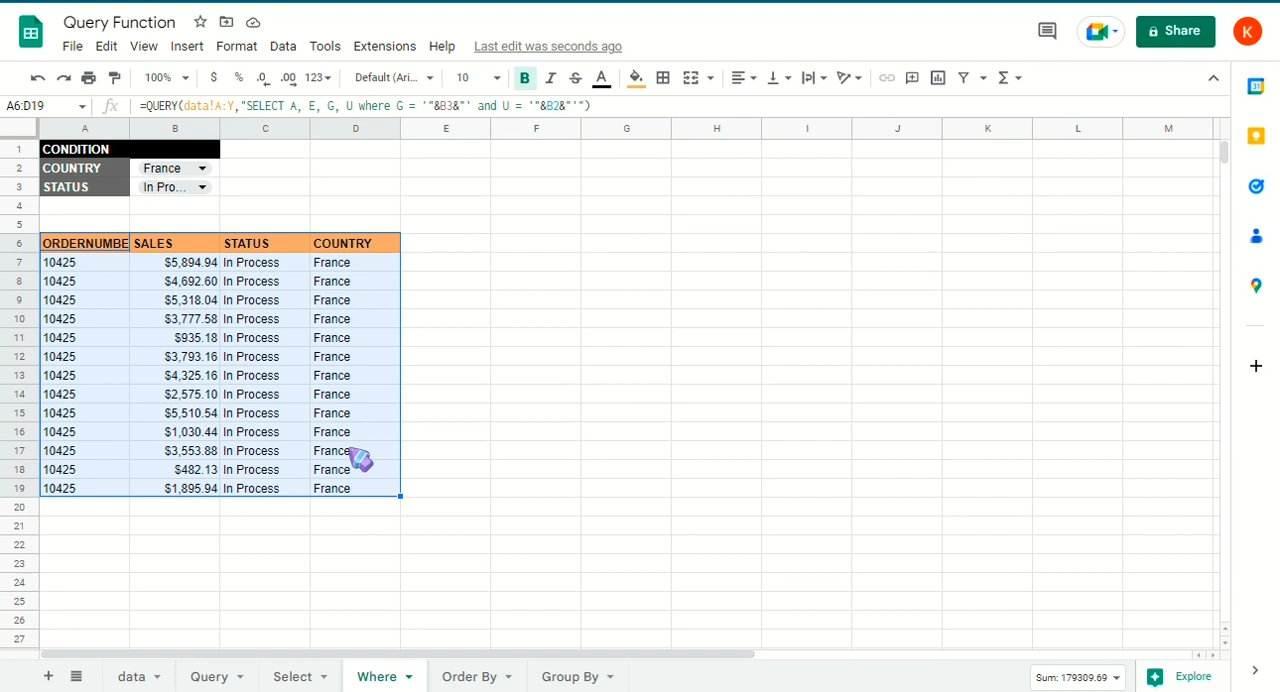 Query Function
K
Share
File Edit View Insert Format Data Tools Extensions Help Last edit was seconds ago
100% $ % .0 .00 123 Default (Ari... 10 B I S A
A6:D19 fx =QUERY(data!A:Y,"SELECT A, E, G, U where G = '"&B3&"' and U = '"&B2&"'")
A B C D E F G H I J K L M
1 CONDITION
2 COUNTRY France
3 STATUS In Pro...
4
5
6 ORDERNUMBE SALES STATUS COUNTRY
7 10425 $5,894.94 In Process France
8 10425 $4,692.60 In Process France
9 10425 $5,318.04 In Process France
10 10425 $3,777.58 In Process France
11 10425 $935.18 In Process France
12 10425 $3,793.16 In Process France
13 10425 $4,325.16 In Process France
14 10425 $2,575.10 In Process France
15 10425 $5,510.54 In Process France
16 10425 $1,030.44 In Process France
17 10425 $3,553.88 In Process France
18 10425 $482.13 In Process France
19 10425 $1,895.94 In Process France
20
21
22
23
24
25
26
27
data Query Select Where Order By Group By Sum: 179309.69 Explore